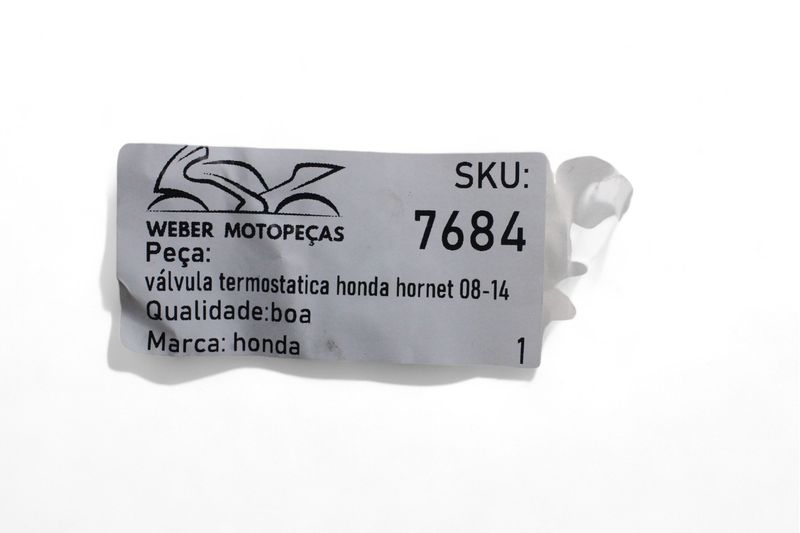 SKU:
7684
WEBER MOTOPEÇAS
Peça:
válvula termostatica honda hornet 08-14
Qualidade:boa
Marca: honda
1